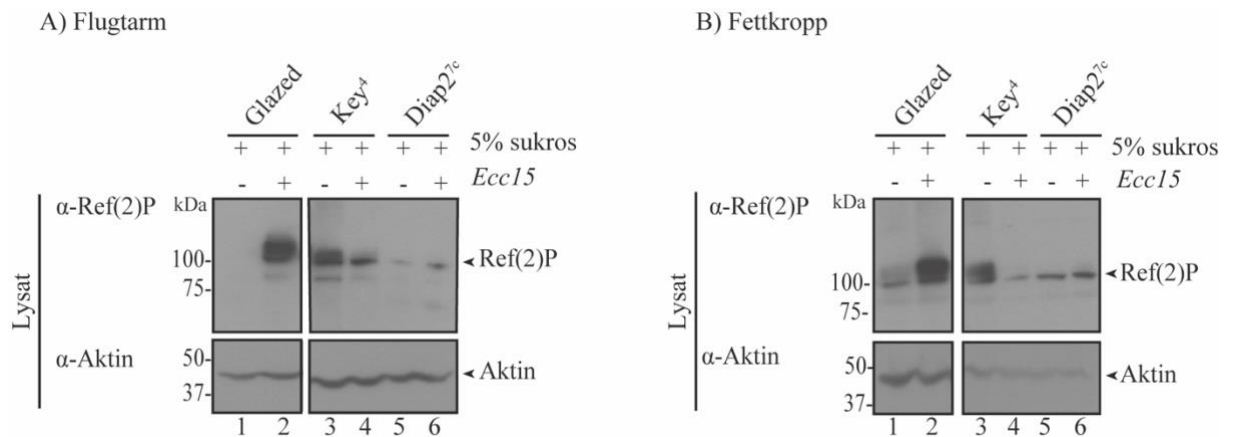 A) Flugtarm
Glazed Key⁴ Diap2⁷ᶜ
+ + + + + + 5% sukros
- + - + - + Ecc15
α-Ref(2)P kDa
100- Ref(2)P
75-
Lysat
α-Aktin 50- Aktin
37-
1 2 3 4 5 6
B) Fettkropp
Glazed Key⁴ Diap2⁷ᶜ
+ + + + + + 5% sukros
- + - + - + Ecc15
α-Ref(2)P kDa
100- Ref(2)P
75-
Lysat
α-Aktin 50- Aktin
37-
1 2 3 4 5 6